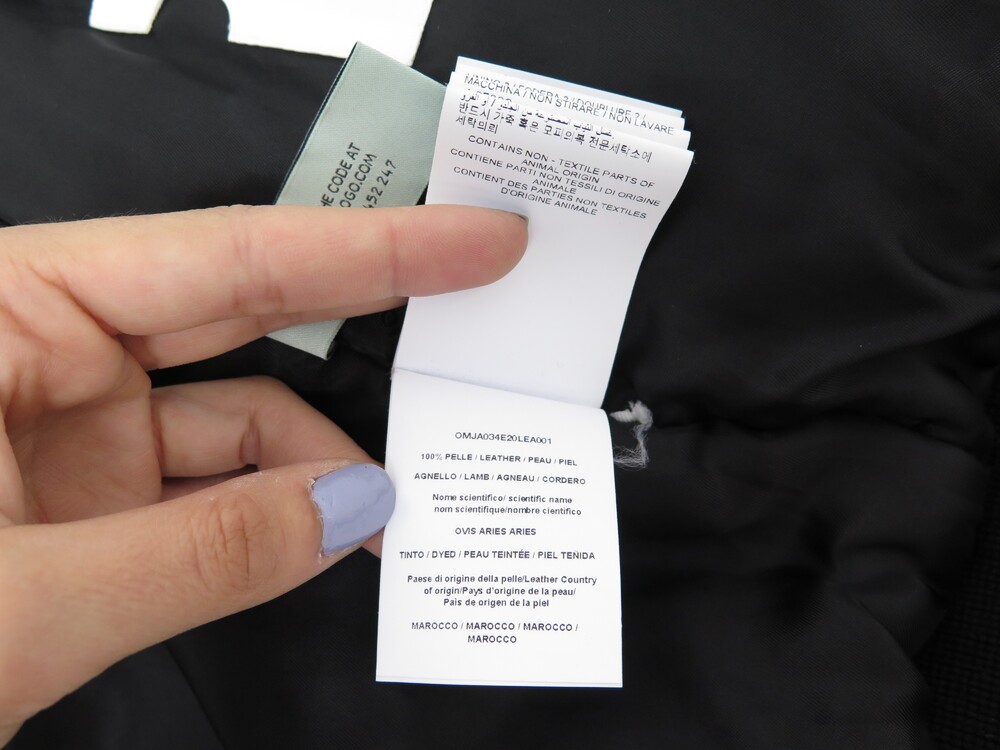 HE CODE AT
OGO.COM
452 247
MACCHINA / NON STIRARE / NON LAVARE
반드시 가죽 혹은 모피의복 전문세탁소에
세탁의뢰
CONTAINS NON - TEXTILE PARTS OF
ANIMAL ORIGIN
CONTIENE PARTI NON TESSILI DI ORIGINE
ANIMALE
CONTIENT DES PARTIES NON TEXTILES
D'ORIGINE ANIMALE
OMJA034E20LEA001
100% PELLE / LEATHER / PEAU / PIEL
AGNELLO / LAMB / AGNEAU / CORDERO
Nome scientifico/ scientific name
nom scientifique/nombre cientifico
OVIS ARIES ARIES
TINTO / DYED / PEAU TEINTÉE / PIEL TEÑIDA
Paese di origine della pelle/Leather Country
of origin/Pays d'origine de la peau/
Pais de origen de la piel
MAROCCO / MAROCCO / MAROCCO /
MAROCCO